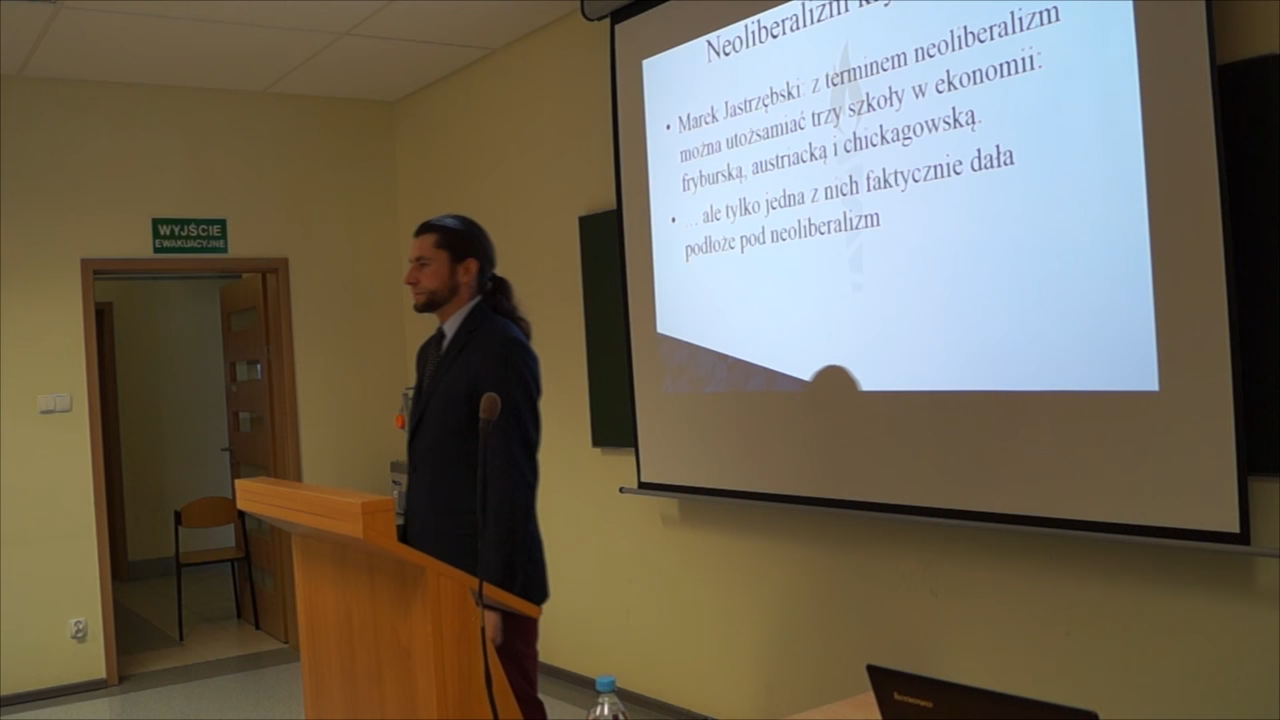 Neoliberalizm
• Marek Jastrzębski: z terminem neoliberalizm
można utożsamiać trzy szkoły w ekonomii:
fryburską, austriacką i chickagowską.
• … ale tylko jedna z nich faktycznie dała
podłoże pod neoliberalizm
WYJŚCIE
EWAKUACYJNE
lenovo